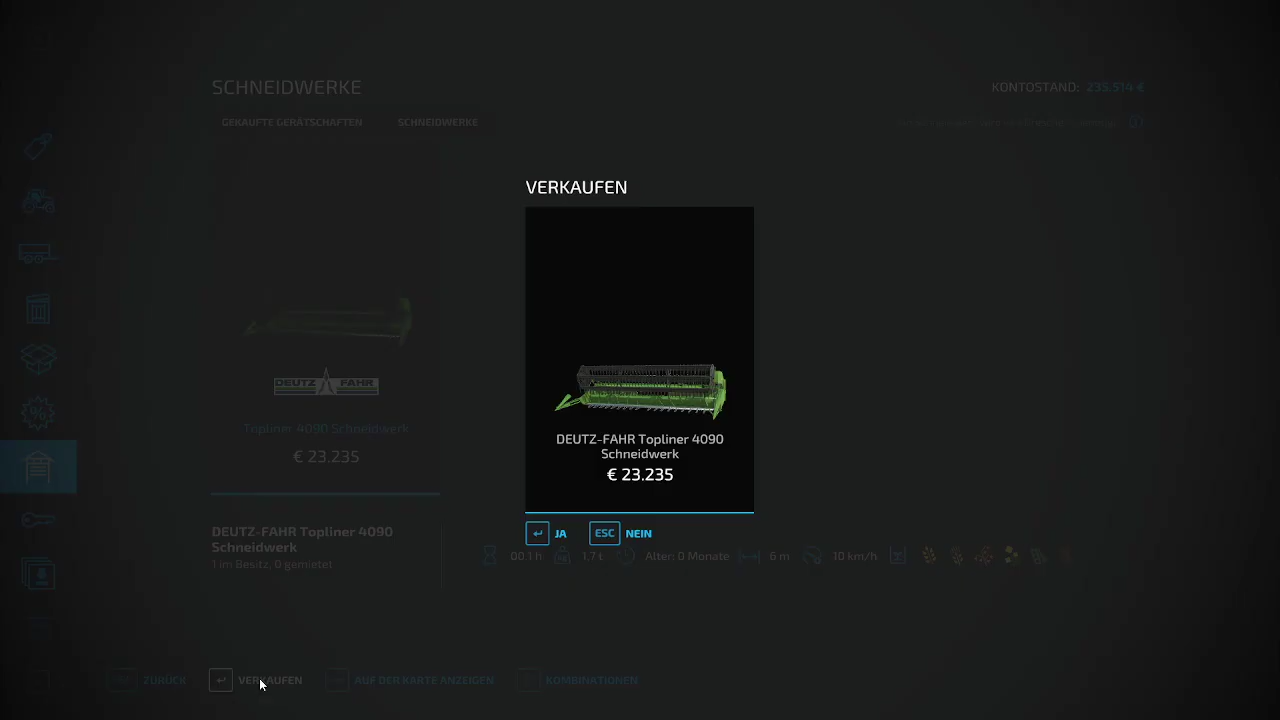 SCHNEIDWERKE
KONTOSTAND: 235.514 €
GEKAUFTE GERÄTSCHAFTEN SCHNEIDWERKE
VERKAUFEN
DEUTZ FAHR
Topliner 4090 Schneidwerk
€ 23.235
DEUTZ-FAHR Topliner 4090
Schneidwerk
€ 23.235
JA ESC NEIN
DEUTZ-FAHR Topliner 4090
Schneidwerk
1 im Besitz, 0 gemietet
00:1 h 1.7 t Alter: 0 Monate 6 m 10 km/h
ZURÜCK VERKAUFEN AUF DER KARTE ANZEIGEN KOMBINATIONEN